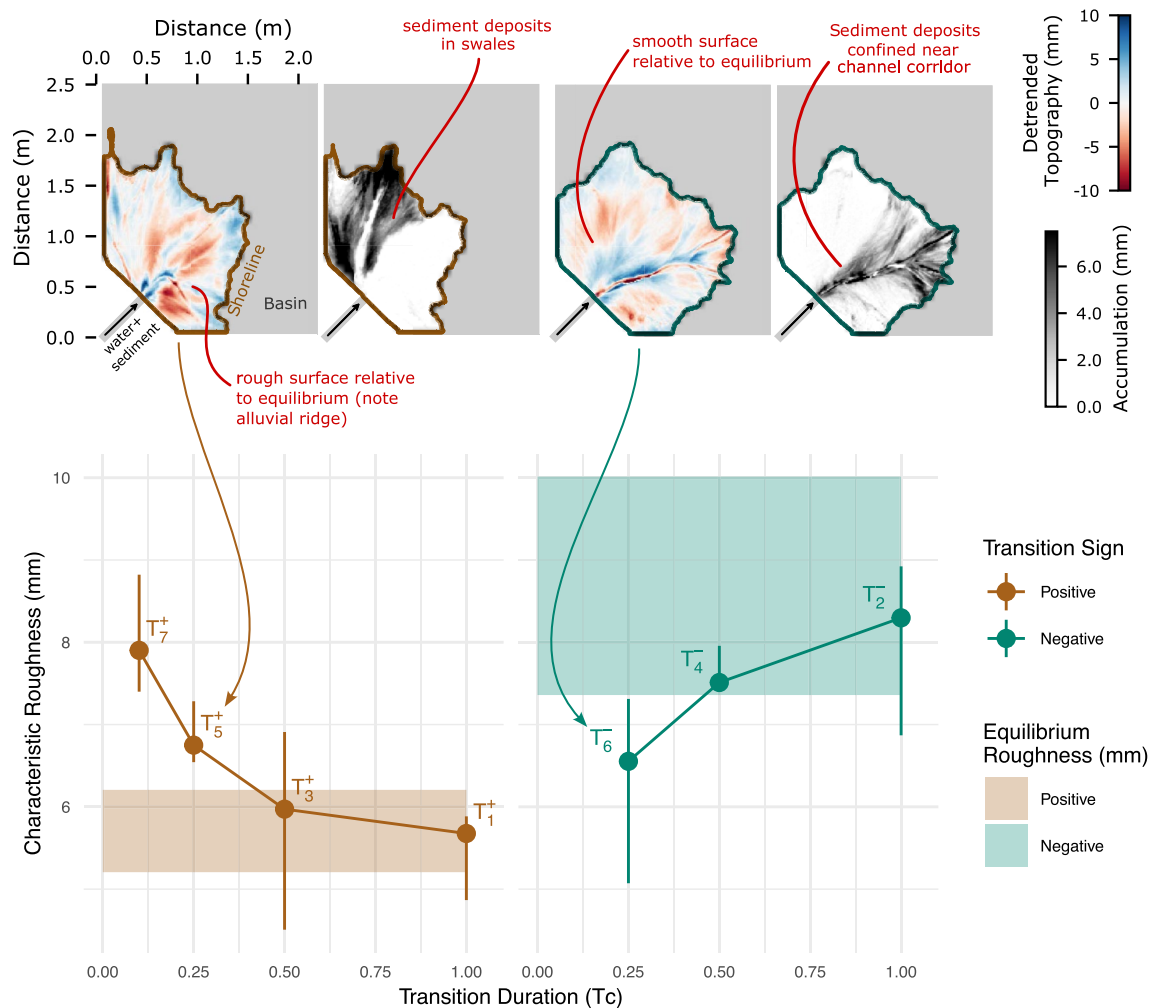 Distance (m)
0.0 0.5 1.0 1.5 2.0
Distance (m)
2.5
2.0
1.5
1.0
0.5
0.0
sediment deposits
in swales
smooth surface
relative to equilibrium
Sediment deposits
confined near
channel corridor
Shoreline
Basin
water+
sediment
rough surface relative
to equilibrium (note
alluvial ridge)
Detrended
Topography (mm)
10
5
0
-5
-10
Accumulation (mm)
6.0
4.0
2.0
0.0
Characteristic Roughness (mm)
10
8
6
T₇⁺
T₅⁺
T₃⁺
T₁⁺
T₆⁻
T₄⁻
T₂⁻
0.00 0.25 0.50 0.75 1.00
0.00 0.25 0.50 0.75 1.00
Transition Duration (Tc)
Transition Sign
Positive
Negative
Equilibrium
Roughness (mm)
Positive
Negative